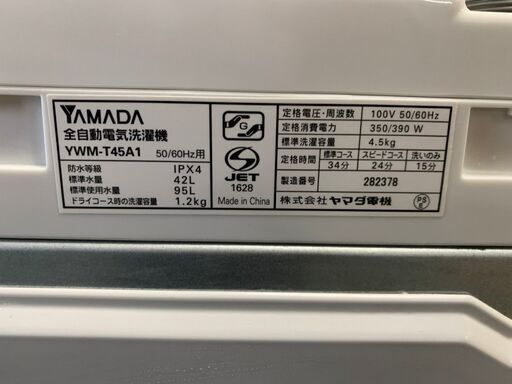 YAMADA
全自動電気洗濯機
YWM-T45A1 50/60Hz用
防水等級 IPX4
標準水量 42L
標準使用水量 95L
ドライコース時の洗濯容量 1.2kg
G
JET
1628
Made in China
定格電圧・周波数 100V 50/60Hz
定格消費電力 350/390 W
標準洗濯容量 4.5kg
定格時間 標準コース スピードコース 洗いのみ
34分 24分 15分
製造番号 282378
株式会社 ヤマダ電機
PS
E